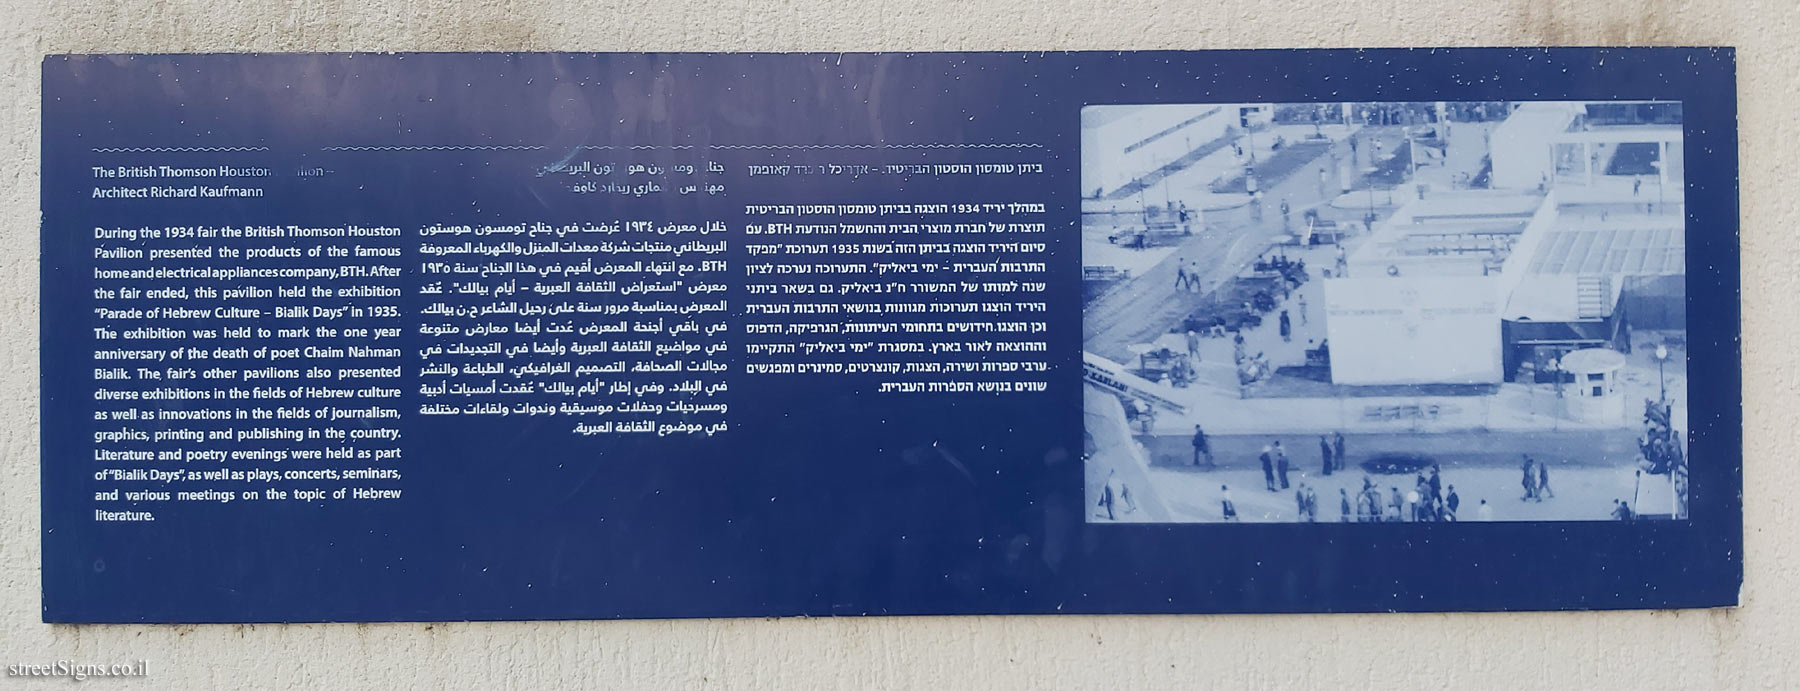 The British Thomson Houston
Architect Richard Kaufmann
During the 1934 fair the British Thomson Houston
Pavilion presented the products of the famous
home and electrical appliances company, BTH. After
the fair ended, this pavilion held the exhibition
"Parade of Hebrew Culture – Bialik Days" in 1935.
The exhibition was held to mark the one year
anniversary of the death of poet Chaim Nahman
Bialik. The fair's other pavilions also presented
diverse exhibitions in the fields of Hebrew culture
as well as innovations in the fields of journalism,
graphics, printing and publishing in the country.
Literature and poetry evenings were held as part
of "Bialik Days", as well as plays, concerts, seminars,
and various meetings on the topic of Hebrew
literature.
خلال معرض ١٩٣٤ عُرضت في جناح تومسون هوستون
البريطاني منتجات شركة معدات المنزل والكهرباء المعروفة
BTH. مع انتهاء المعرض أقيم في هذا الجناح سنة ١٩٣٥
معرض "استعراض الثقافة العبرية – أيام بيالك". عُقد
المعرض بمناسبة مرور سنة على رحيل الشاعر ح.ن بيالك.
في باقي أجنحة المعرض عُدت أيضا معارض متنوعة
في مواضيع الثقافة العبرية وأيضا في التجديدات في
مجالات الصحافة، التصميم الغرافيكي، الطباعة والنشر
في البلاد. وفي إطار "أيام بيالك" عُقدت أمسيات أدبية
ومسرحيات وحفلات موسيقية وندوات ولقاءات مختلفة
في موضوع الثقافة العبرية.
ביתן טומסון הוסטון – אדריכל קאופמן
במהלך יריד 1934 הוצגה בביתן טומסון הוסטון הבריטית
תוצרת של חברת מוצרי הבית והחשמל הנודעת BTH. עם
סיום היריד הוצגה בביתן הזה בשנת 1935 תערוכת "מפקד
התרבות העברית – ימי ביאליק". התערוכה נערכה לציון
שנה למותו של המשורר ח"נ ביאליק. גם בשאר ביתני
היריד הוצגו תערוכות מגוונות בנושאי התרבות העברית
וכן הוצגו חידושים בתחומי העיתונות, הגרפיקה, הדפוס
וההוצאה לאור בארץ. במסגרת "ימי ביאליק" התקיימו
ערבי ספרות ושירה, הצגות, קונצרטים, סמינרים ומפגשים
שונים בנושא הספרות העברית.
streetSigns.co.il